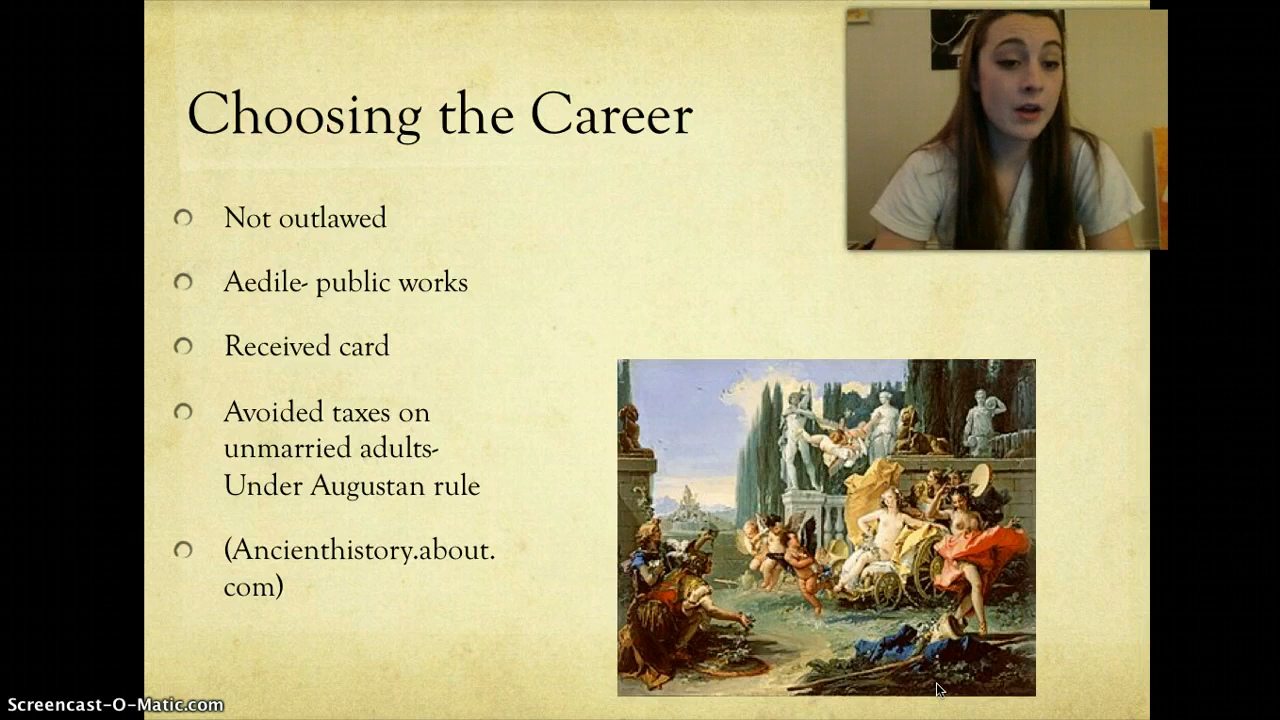 Choosing the Career
Not outlawed
Aedile- public works
Received card
Avoided taxes on
unmarried adults-
Under Augustan rule
(Ancienthistory.about.
com)
Screencast-O-Matic.com